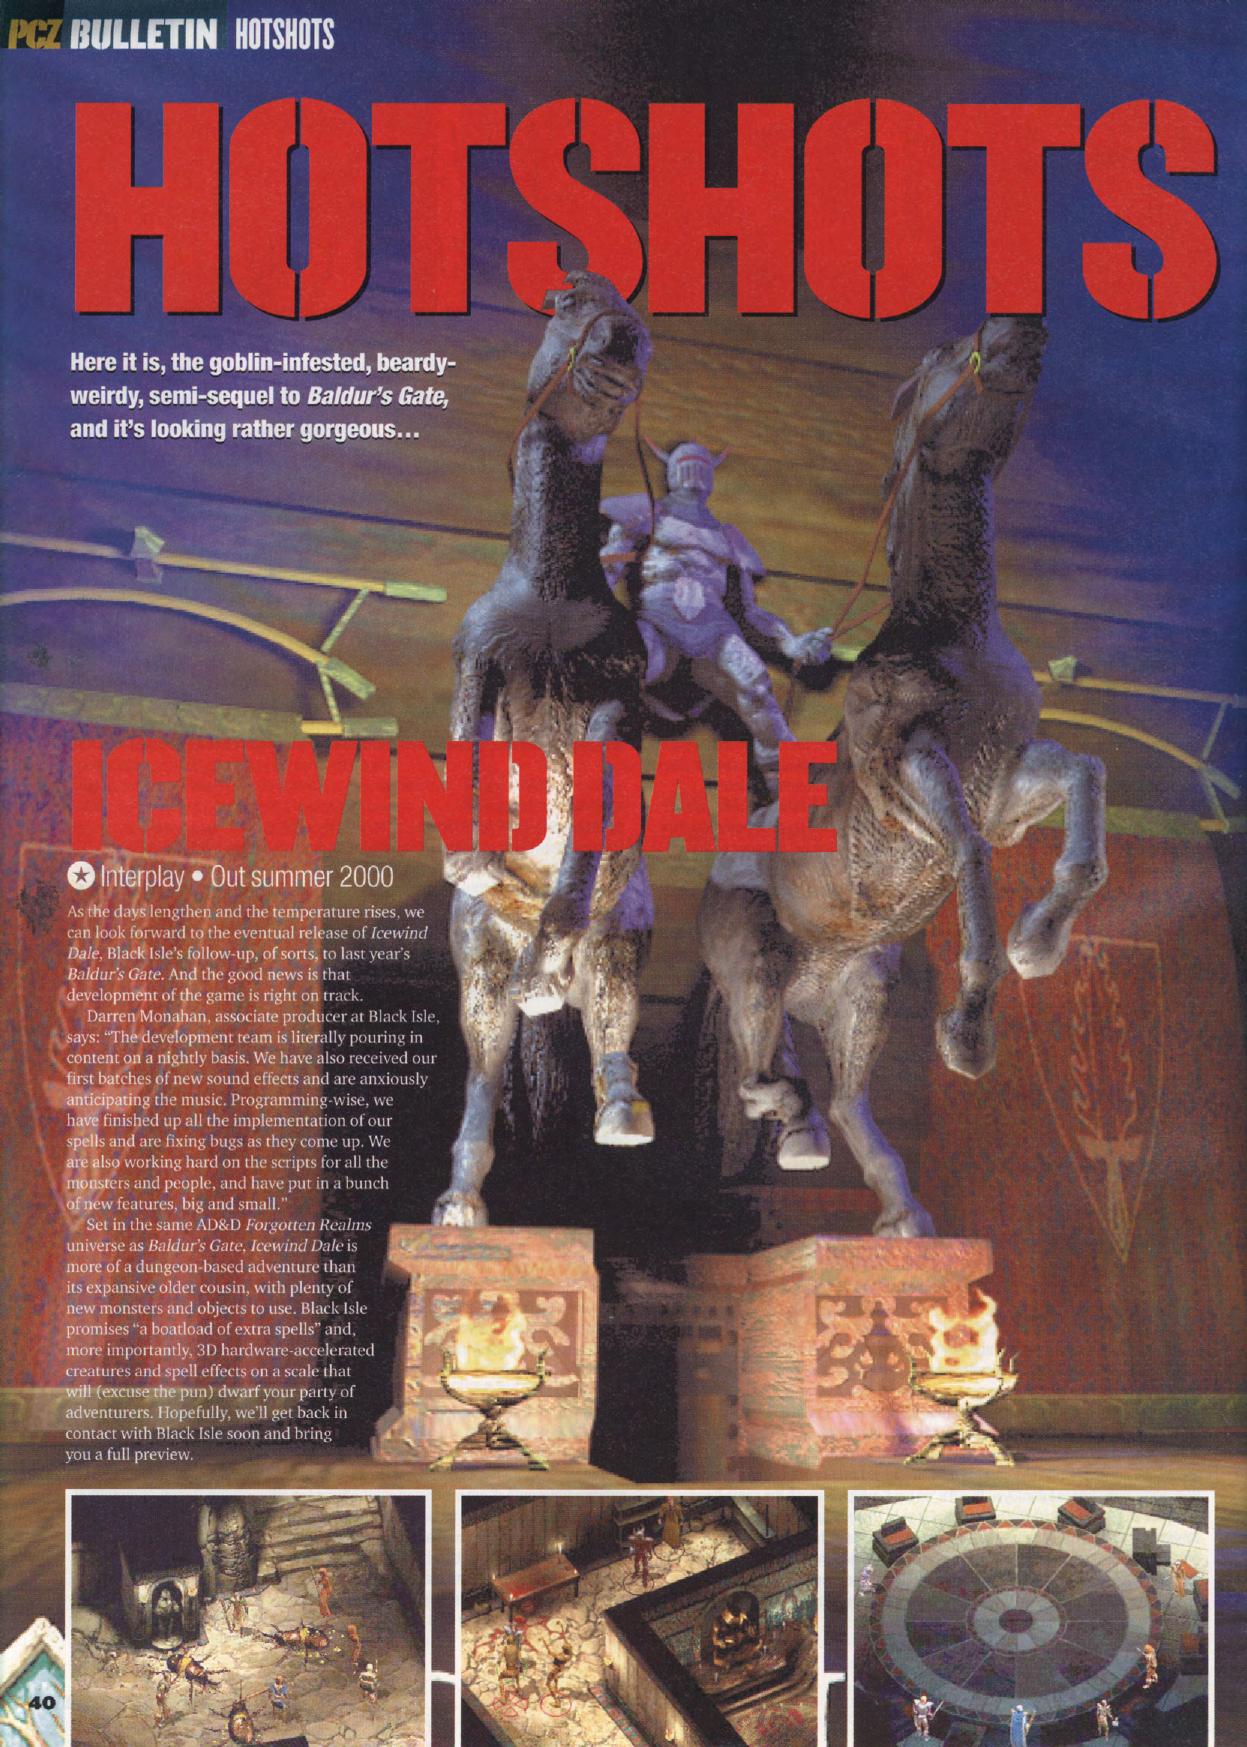 PCZ BULLETIN HOTSHOTS
HOTSHOTS
Here it is, the goblin-infested, beardy-
weirdy, semi-sequel to Baldur's Gate,
and it's looking rather gorgeous...
ICEWIND DALE
Interplay • Out summer 2000
As the days lengthen and the temperature rises, we
can look forward to the eventual release of Icewind
Dale, Black Isle's follow-up, of sorts, to last year's
Baldur's Gate. And the good news is that
development of the game is right on track.
Darren Monahan, associate producer at Black Isle,
says: "The development team is literally pouring in
content on a nightly basis. We have also received our
first batches of new sound effects and are anxiously
anticipating the music. Programming-wise, we
have finished up all the implementation of our
spells and are fixing bugs as they come up. We
are also working hard on the scripts for all the
monsters and people, and have put in a bunch
of new features, big and small."
Set in the same AD&D Forgotten Realms
universe as Baldur's Gate, Icewind Dale is
more of a dungeon-based adventure than
its expansive older cousin, with plenty of
new monsters and objects to use. Black Isle
promises "a boatload of extra spells" and,
more importantly, 3D hardware-accelerated
creatures and spell effects on a scale that
will (excuse the pun) dwarf your party of
adventurers. Hopefully, we'll get back in
contact with Black Isle soon and bring
you a full preview.
40